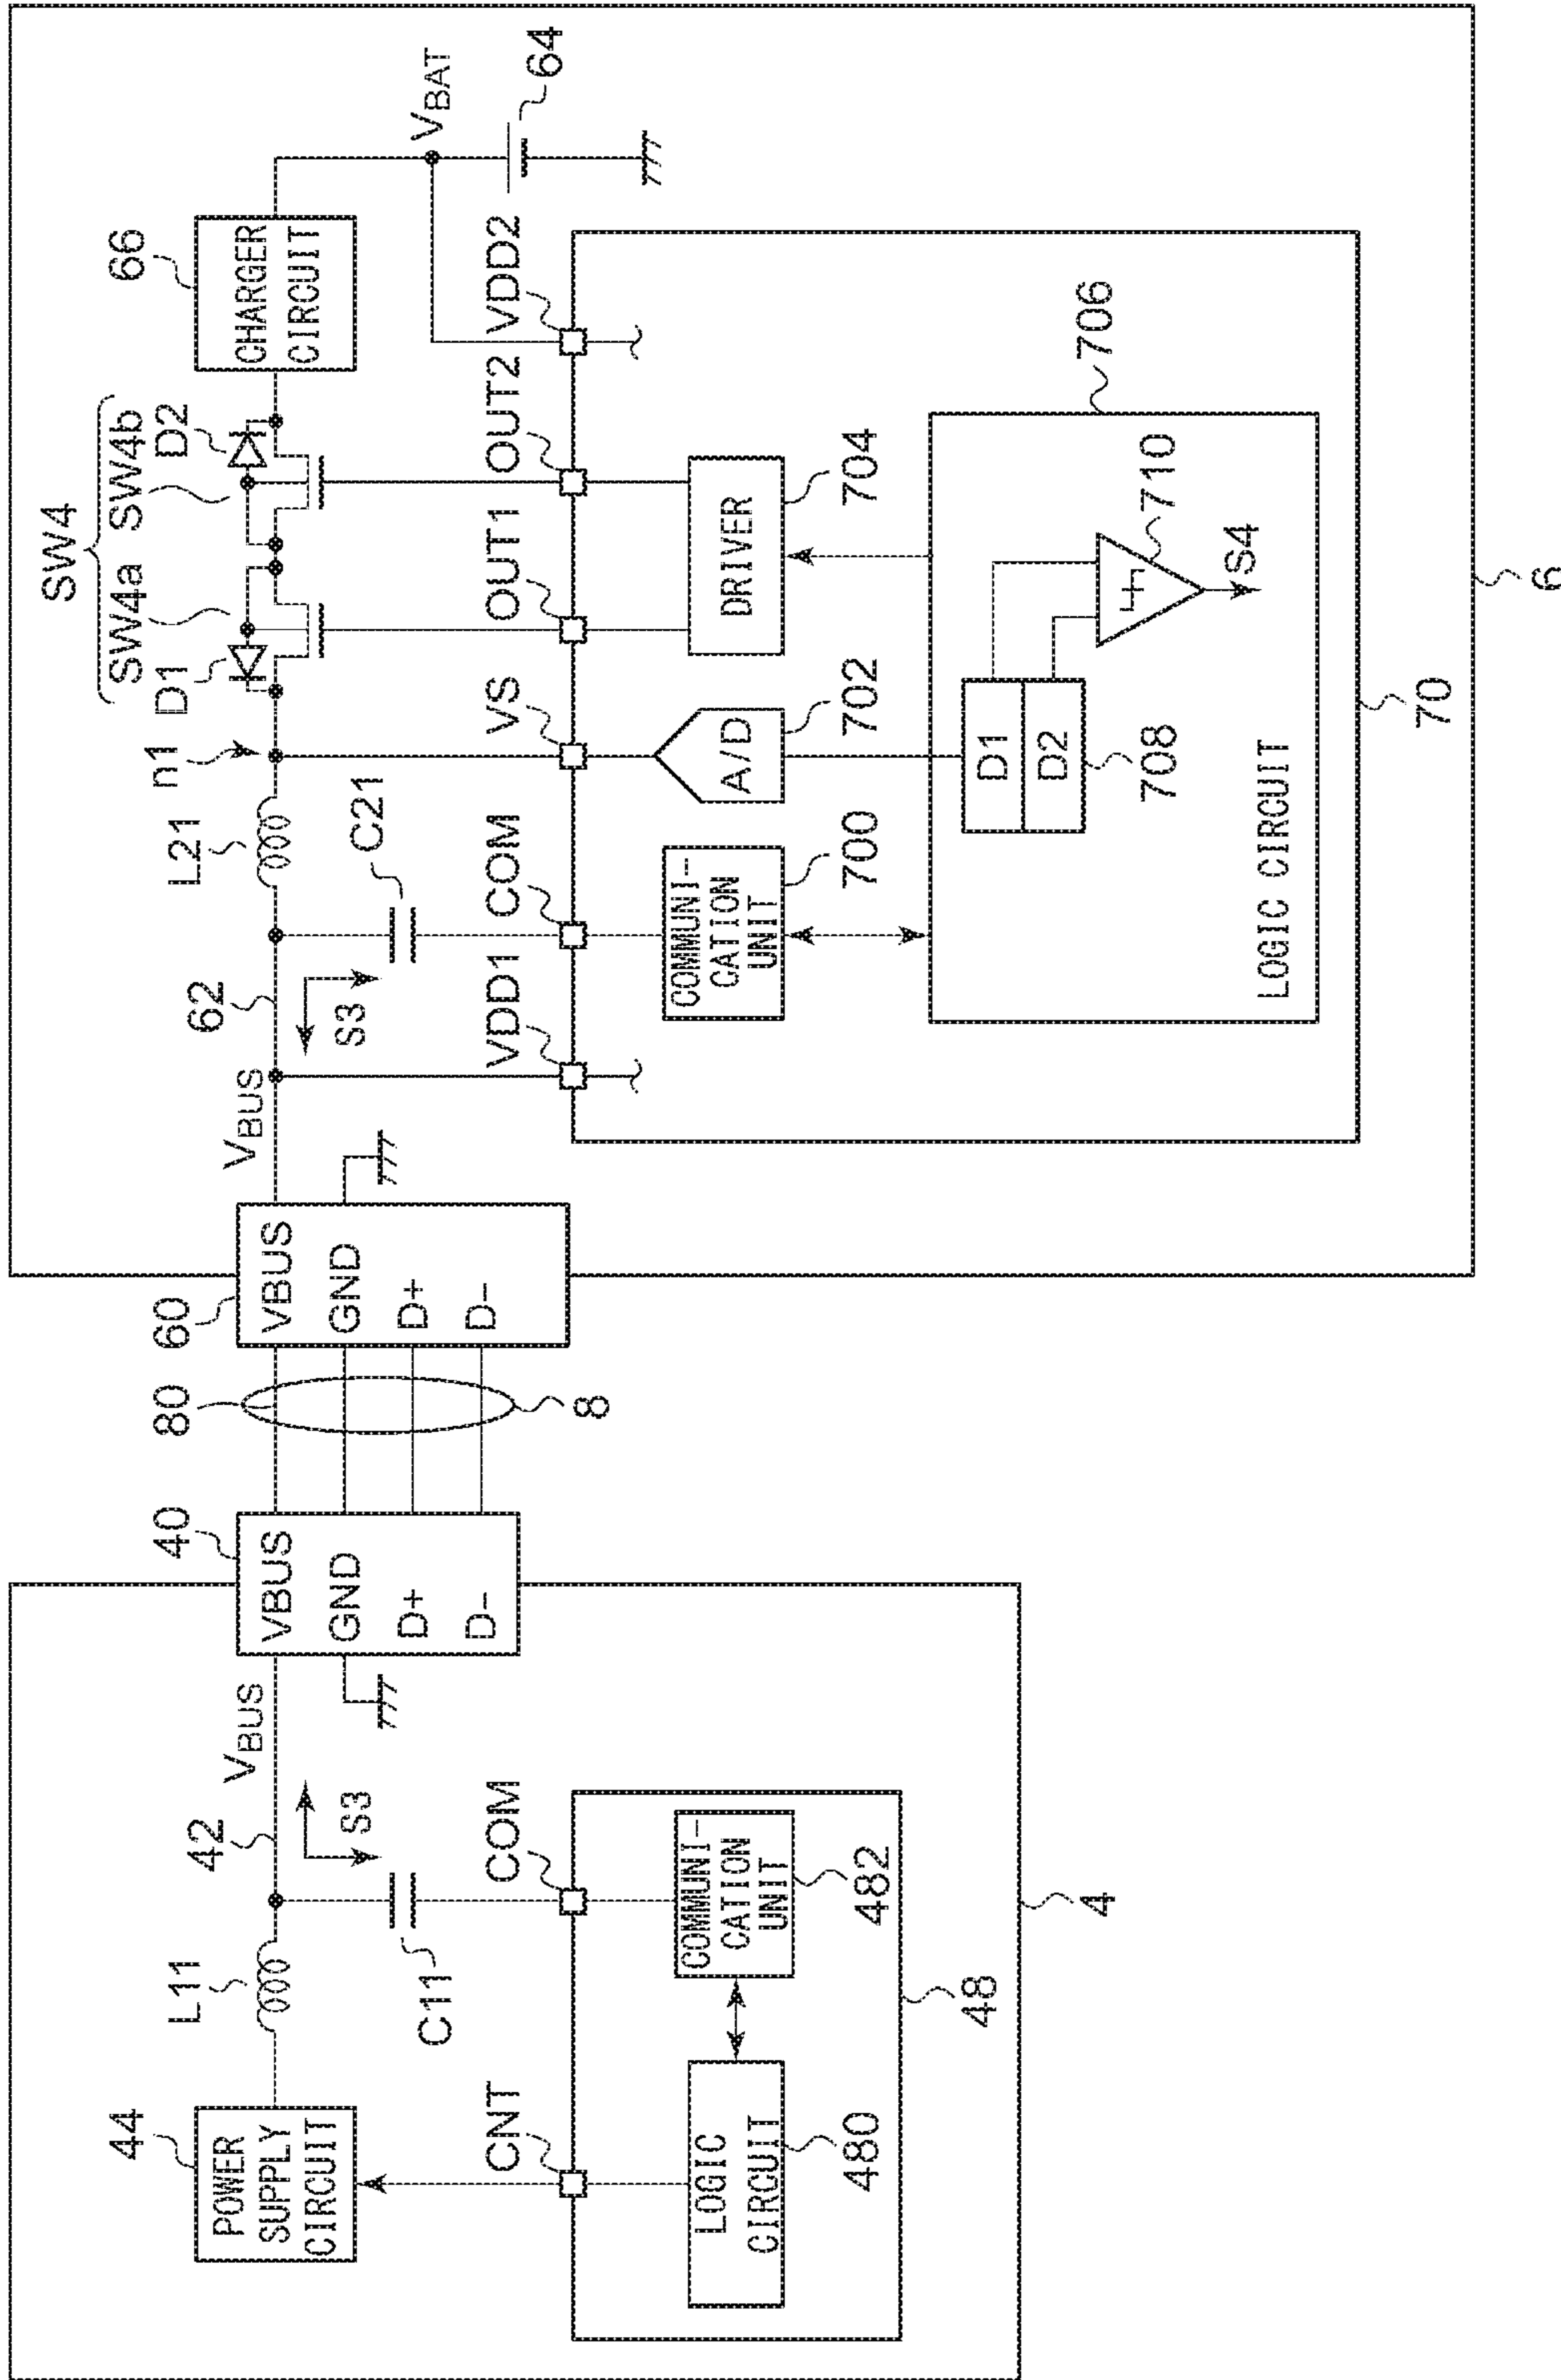 44
POWER
SUPPLY
CIRCUIT
L11
42
V_BUS
S3
C11
CNT
COM
LOGIC
CIRCUIT
480
COMMUNI-
CATION
UNIT
482
48
4
40
VBUS
GND
D+
D-
80
8
60
VBUS
GND
D+
D-
V_BUS
62
S3
L21
n1
C21
SW4
SW4a
SW4b
D1
D2
66
CHARGER
CIRCUIT
V_BAT
64
VDD1
COM
VS
OUT1
OUT2
VDD2
COMMUNI-
CATION
UNIT
700
A/D
702
DRIVER
704
706
D1
D2
708
710
S4
LOGIC CIRCUIT
70
6